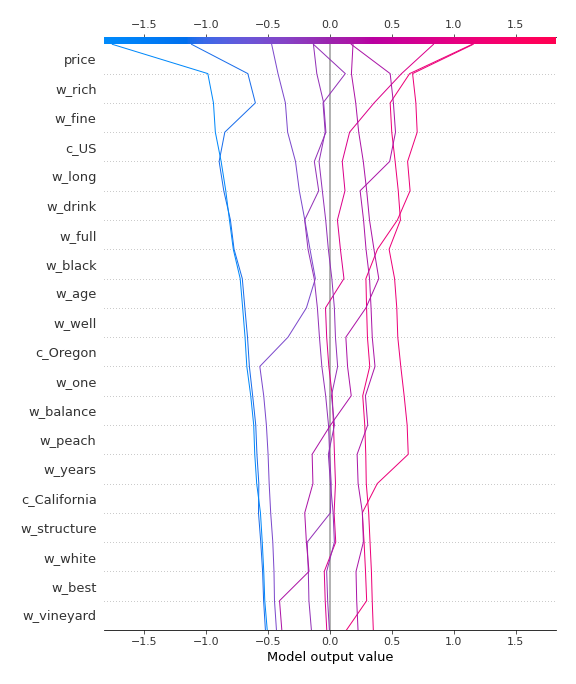 −1.5 −1.0 −0.5 0.0 0.5 1.0 1.5
price
w_rich
w_fine
c_US
w_long
w_drink
w_full
w_black
w_age
w_well
c_Oregon
w_one
w_balance
w_peach
w_years
c_California
w_structure
w_white
w_best
w_vineyard
−1.5 −1.0 −0.5 0.0 0.5 1.0 1.5
Model output value